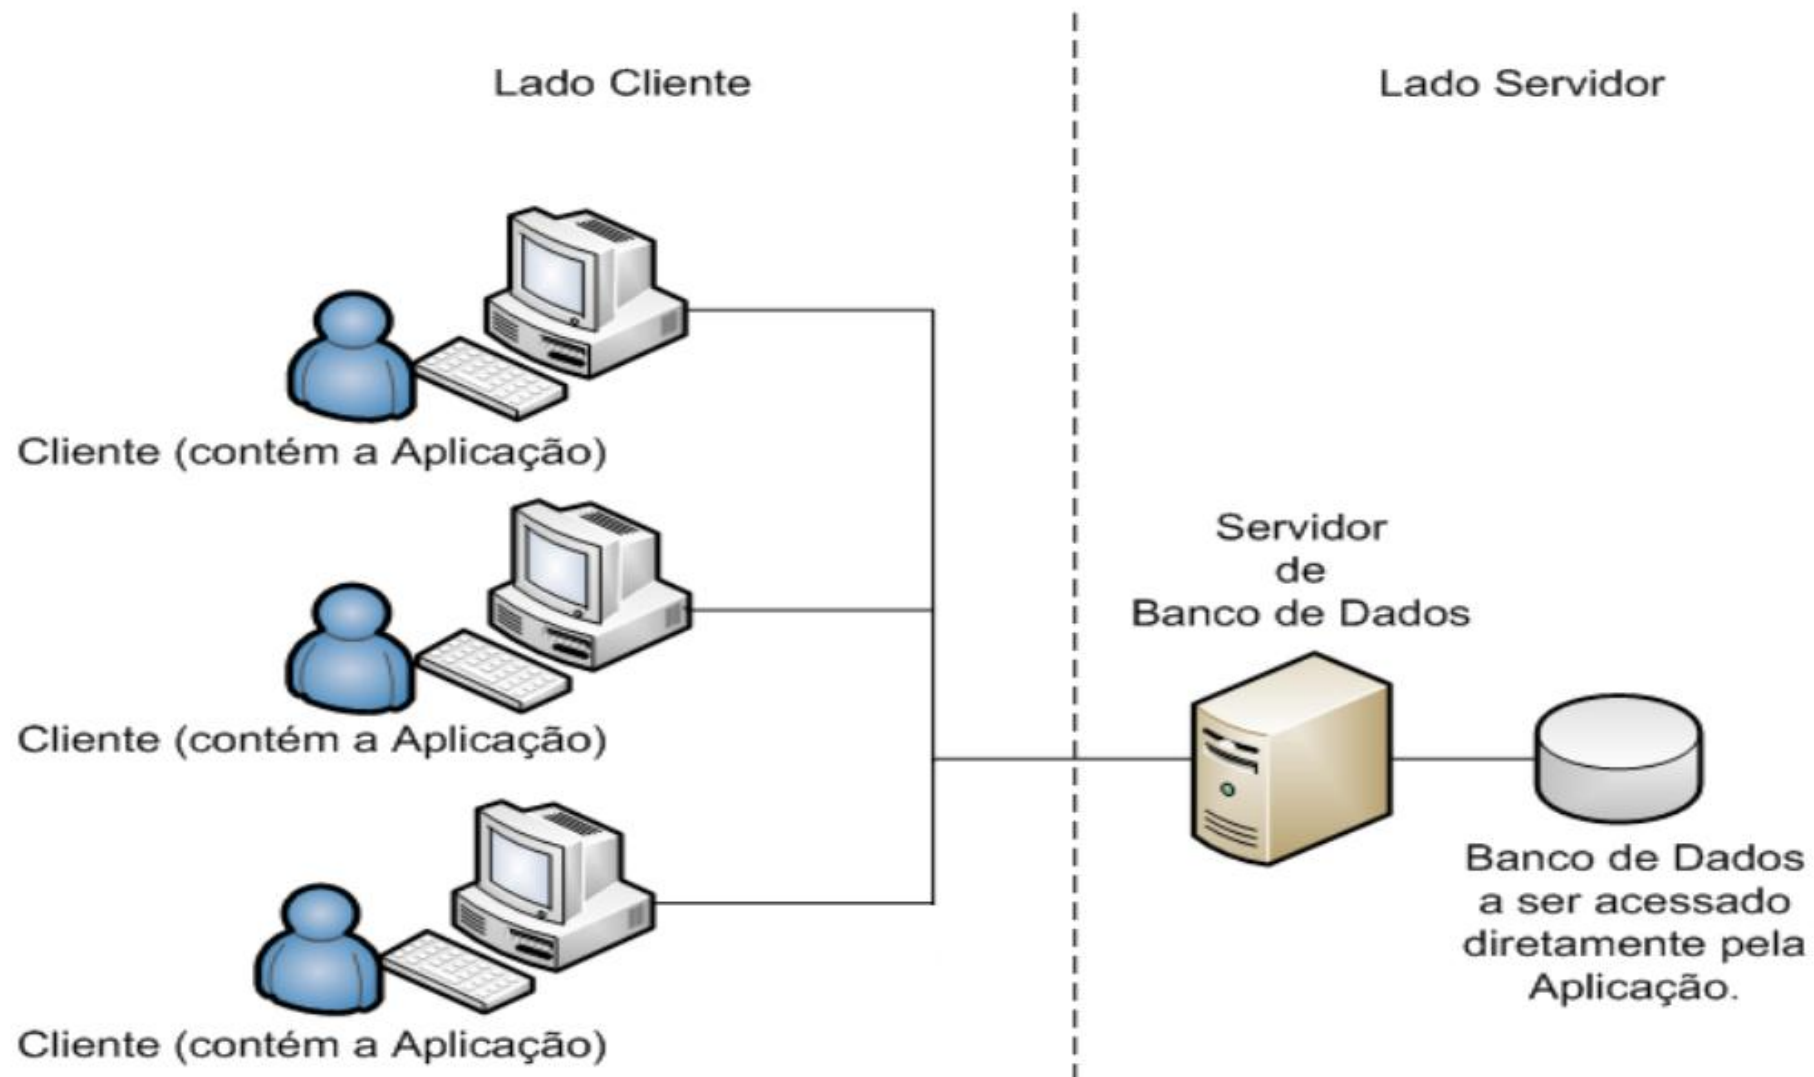 Lado Cliente
Lado Servidor
Cliente (contém a Aplicação)
Cliente (contém a Aplicação)
Cliente (contém a Aplicação)
Servidor
de
Banco de Dados
Banco de Dados
a ser acessado
diretamente pela
Aplicação.